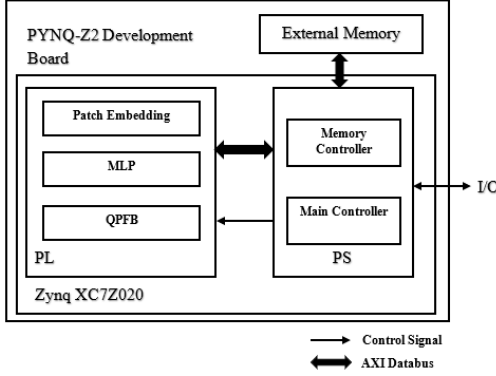 PYNQ-Z2 Development
Board
External Memory
Patch Embedding
MLP
QPFB
PL
Memory
Controller
Main Controller
PS
I/O
Zynq XC7Z020
Control Signal
AXI Databus